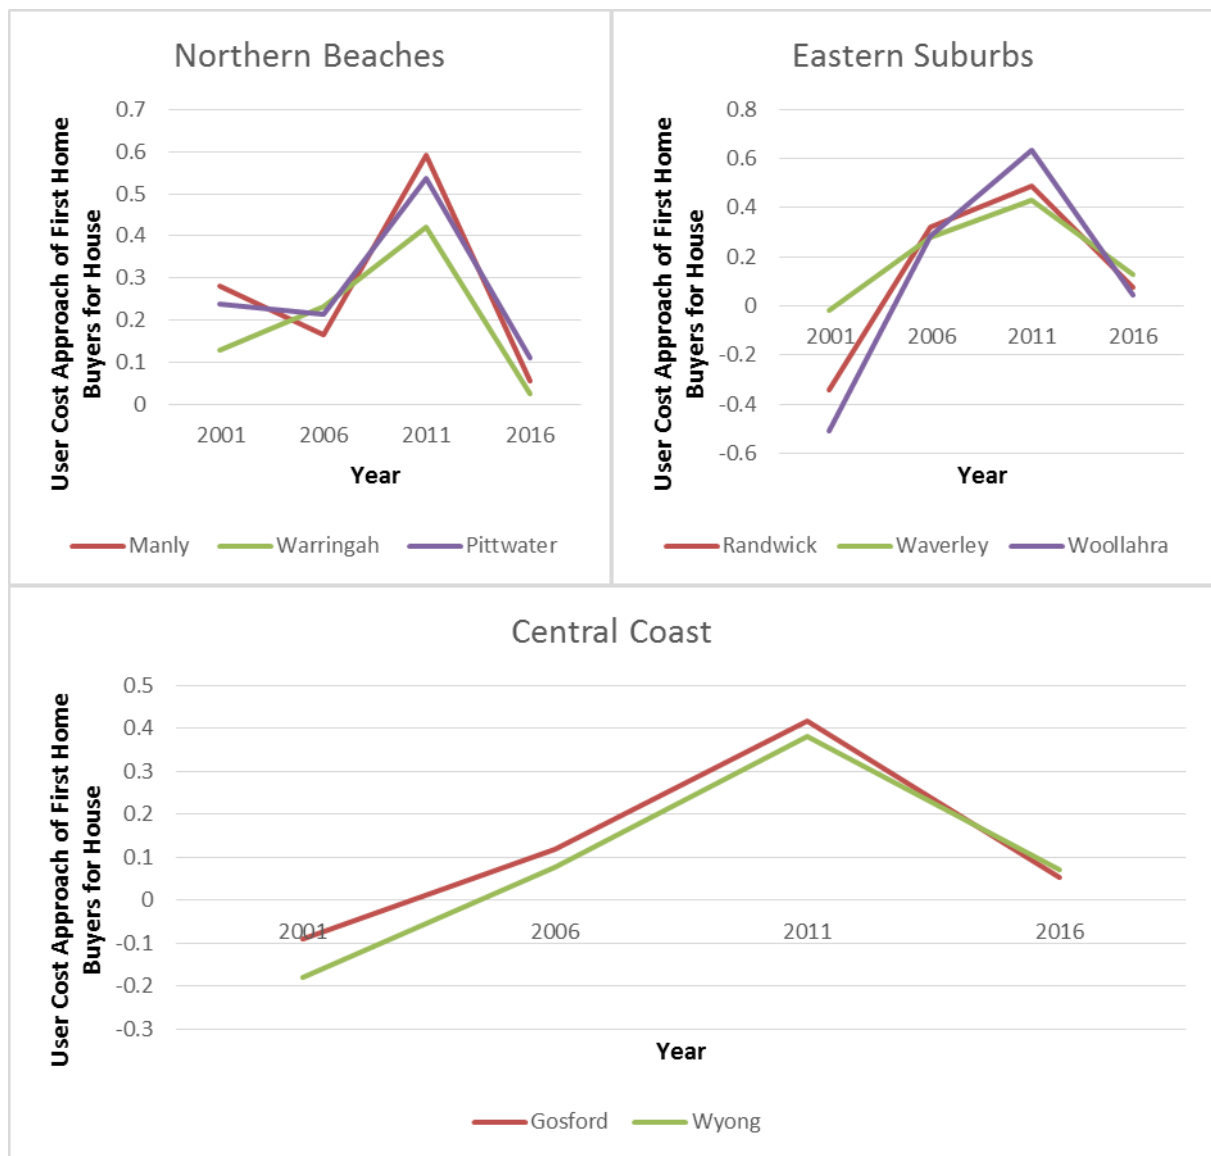 Northern Beaches
User Cost Approach of First Home
Buyers for House
0.7
0.6
0.5
0.4
0.3
0.2
0.1
0
2001 2006 2011 2016
Year
Manly Warringah Pittwater
Eastern Suburbs
User Cost Approach of First Home
Buyers for House
0.8
0.6
0.4
0.2
0
-0.2
-0.4
-0.6
2001 2006 2011 2016
Year
Randwick Waverley Woollahra
Central Coast
User Cost Approach of First Home
Buyers for House
0.5
0.4
0.3
0.2
0.1
0
-0.1
-0.2
-0.3
2001 2006 2011 2016
Year
Gosford Wyong